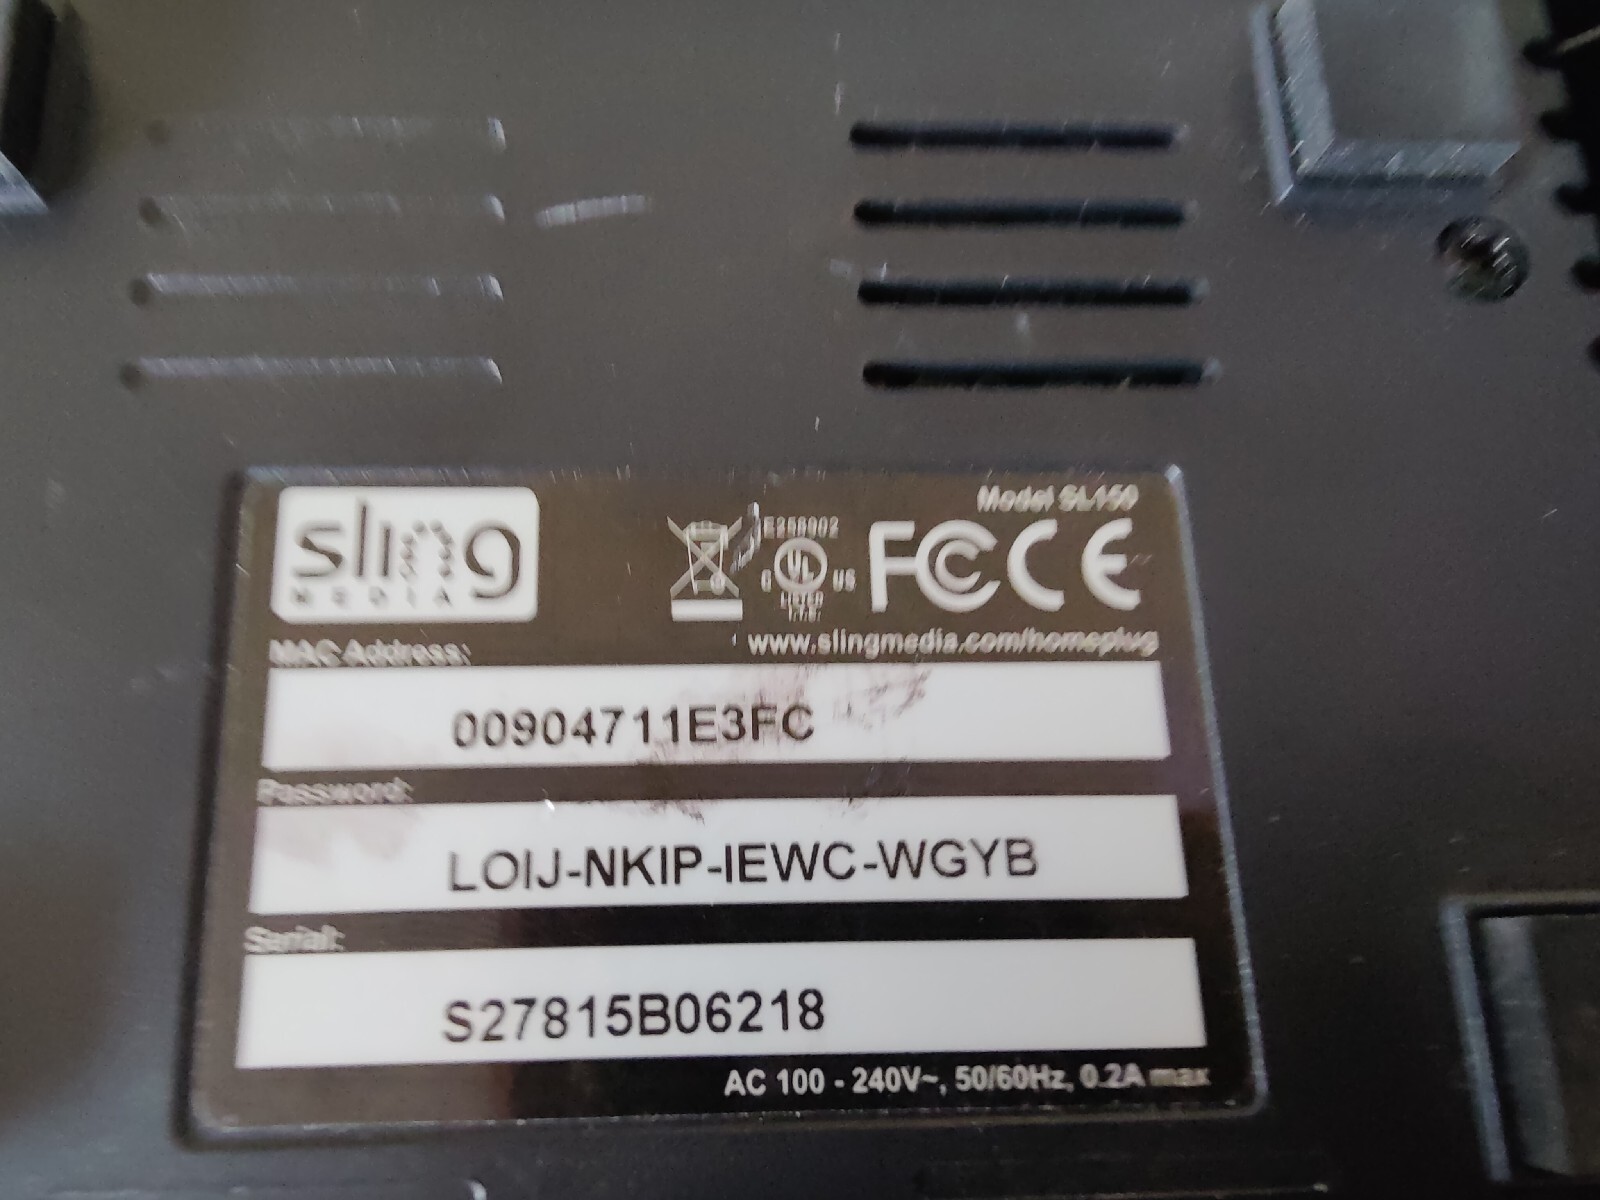 Model SL150
sling
MEDIA
E258002
C UL US
LISTED
I.T.E.
FC CE
www.slingmedia.com/homeplug
MAC Address:
00904711E3FC
Password:
LOIJ-NKIP-IEWC-WGYB
Serial:
S27815B06218
AC 100 - 240V~, 50/60Hz, 0.2A max